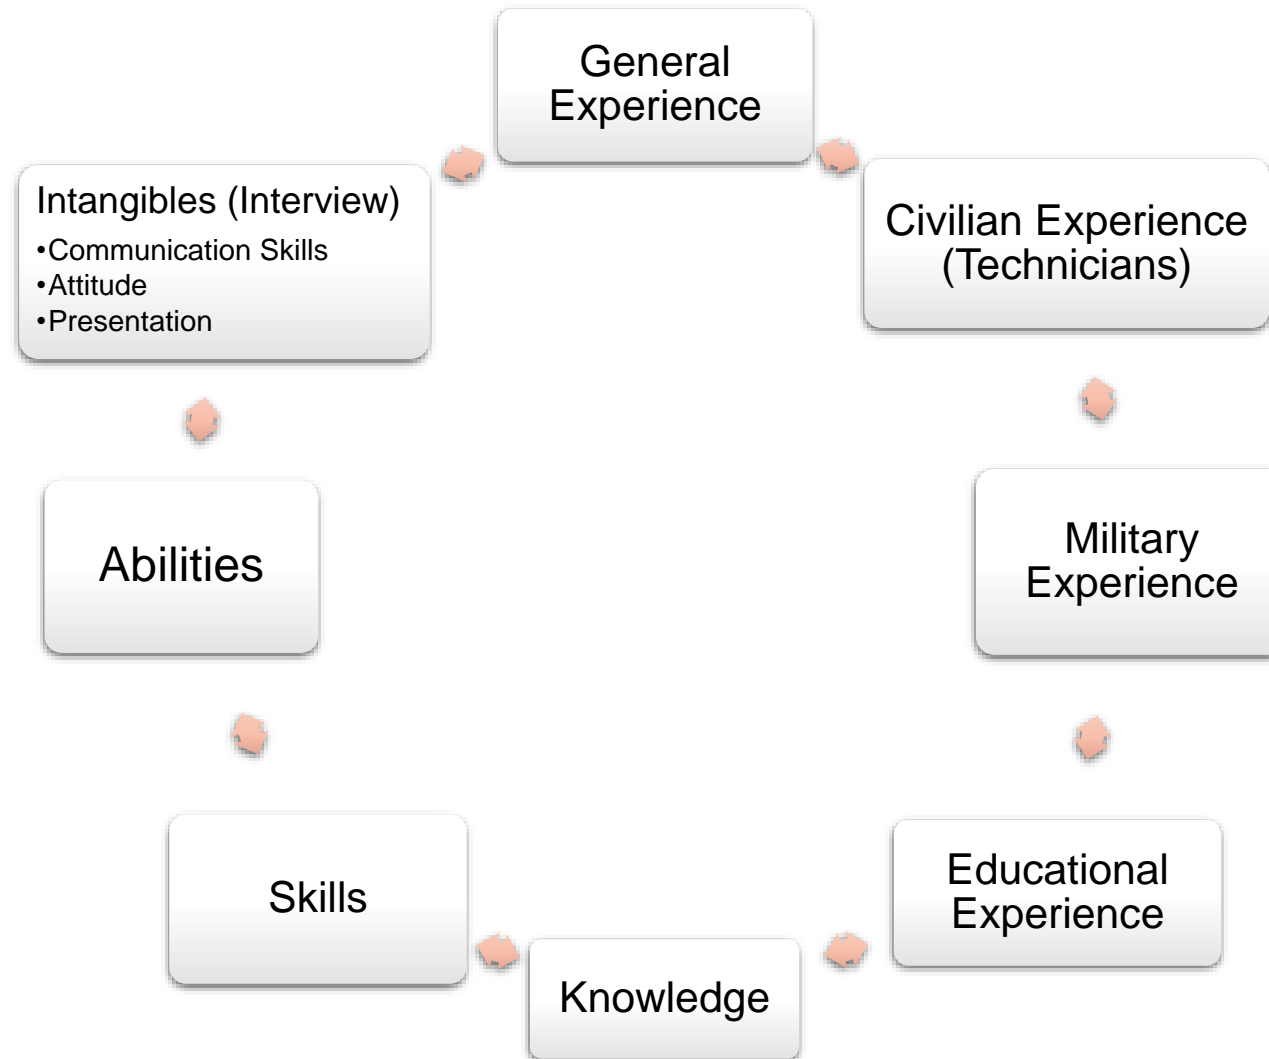 General
Experience
Intangibles (Interview)
•Communication Skills
•Attitude
•Presentation
Civilian Experience
(Technicians)
Abilities
Military
Experience
Skills
Educational
Experience
Knowledge